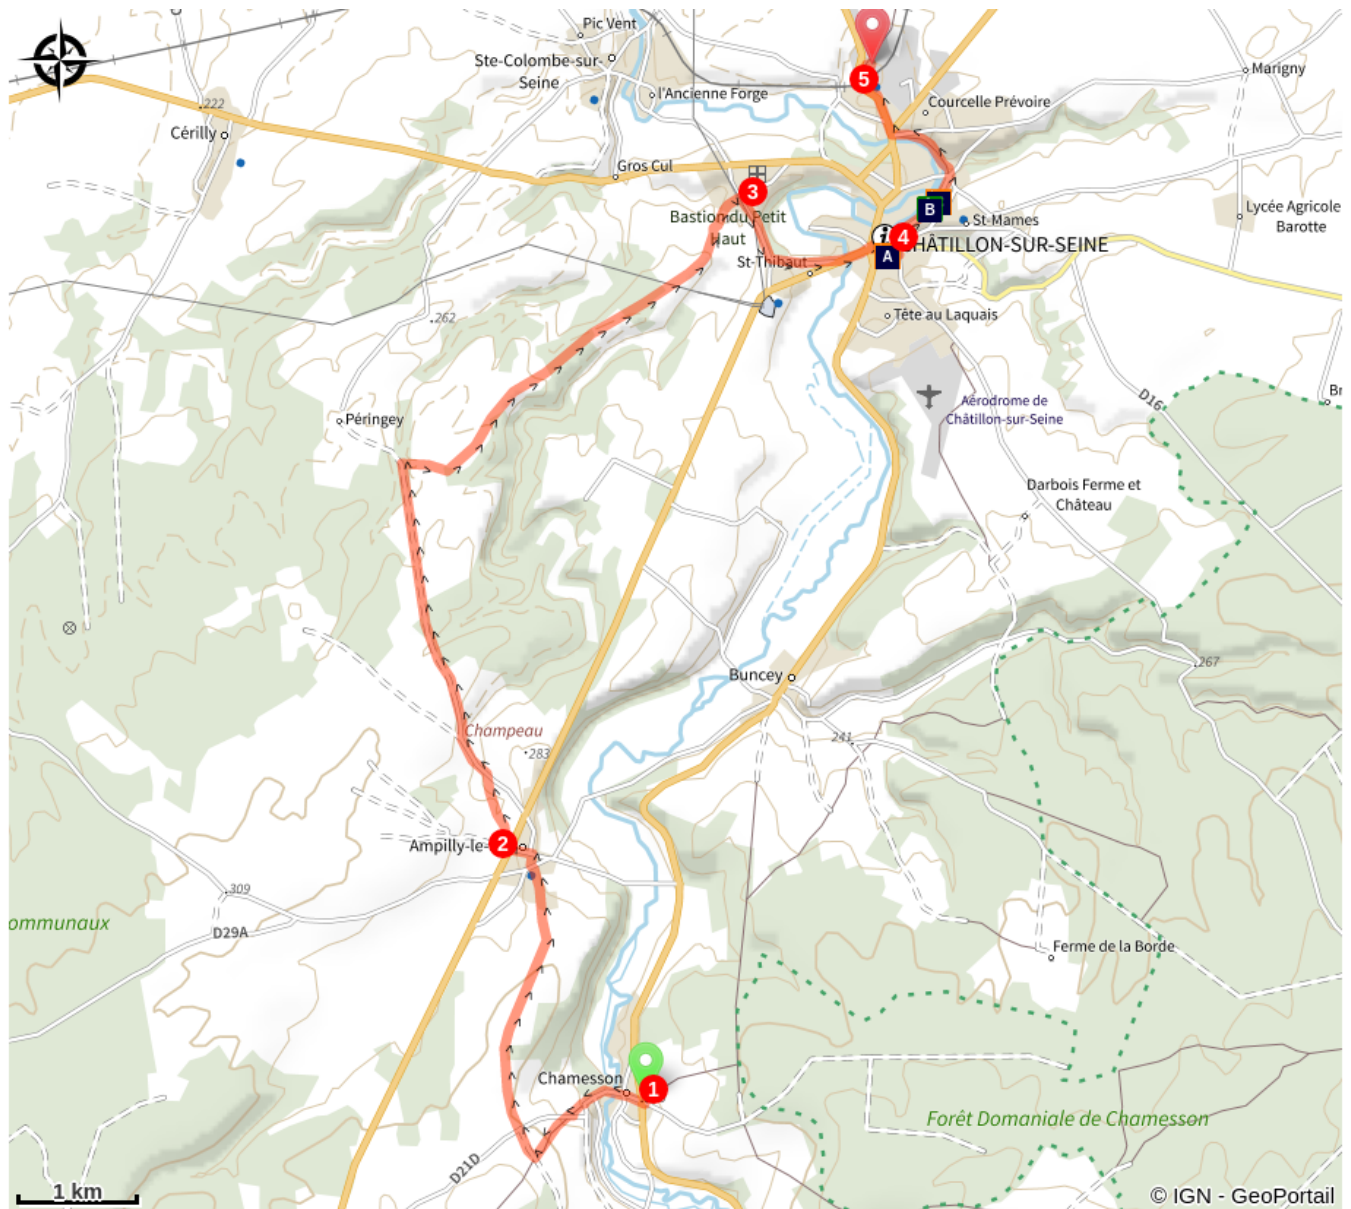 Pic Vent
Ste-Colombe-sur-
Seine
l'Ancienne Forge
Marigny
5
222
Cérilly
Courcelle Prévoire
Gros Cul
3
Bastion du Petit
Haut
B
St-Mames
Lycée Agricole
Barotte
4
CHÂTILLON-SUR-SEINE
A
St-Thibaut
Tête au Laquais
262
Péringey
Aérodrome de
Châtillon-sur-Seine
D16
Darbois Ferme et
Château
Buncey
267
Champeau
283
241
Ampilly-le-
2
309
D29A
ommunaux
Ferme de la Borde
Chamesson
1
Forêt Domaniale de Chamesson
D21D
1 km
© IGN - GeoPortail